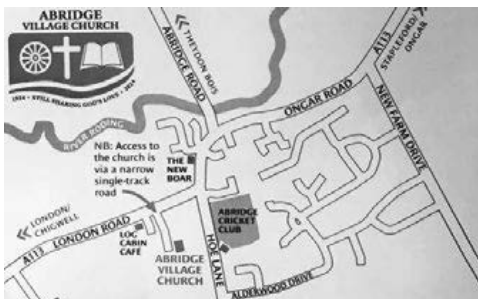 ABRIDGE
VILLAGE CHURCH
1924 • STILL SHARING GOD'S LOVE • 2024
THEYDON BOIS
ABRIDGE ROAD
A113
STAPLEFORD/
ONGAR
ONGAR ROAD
NEW FARM DRIVE
RIVER RODING
NB: Access to
the church is
via a narrow
single-track
road
THE
NEW
BOAR
LONDON/
CHIGWELL
A113 LONDON ROAD
LOG
CABIN
CAFÉ
ABRIDGE
VILLAGE
CHURCH
HOE LANE
ABRIDGE
CRICKET
CLUB
ALDERWOOD DRIVE